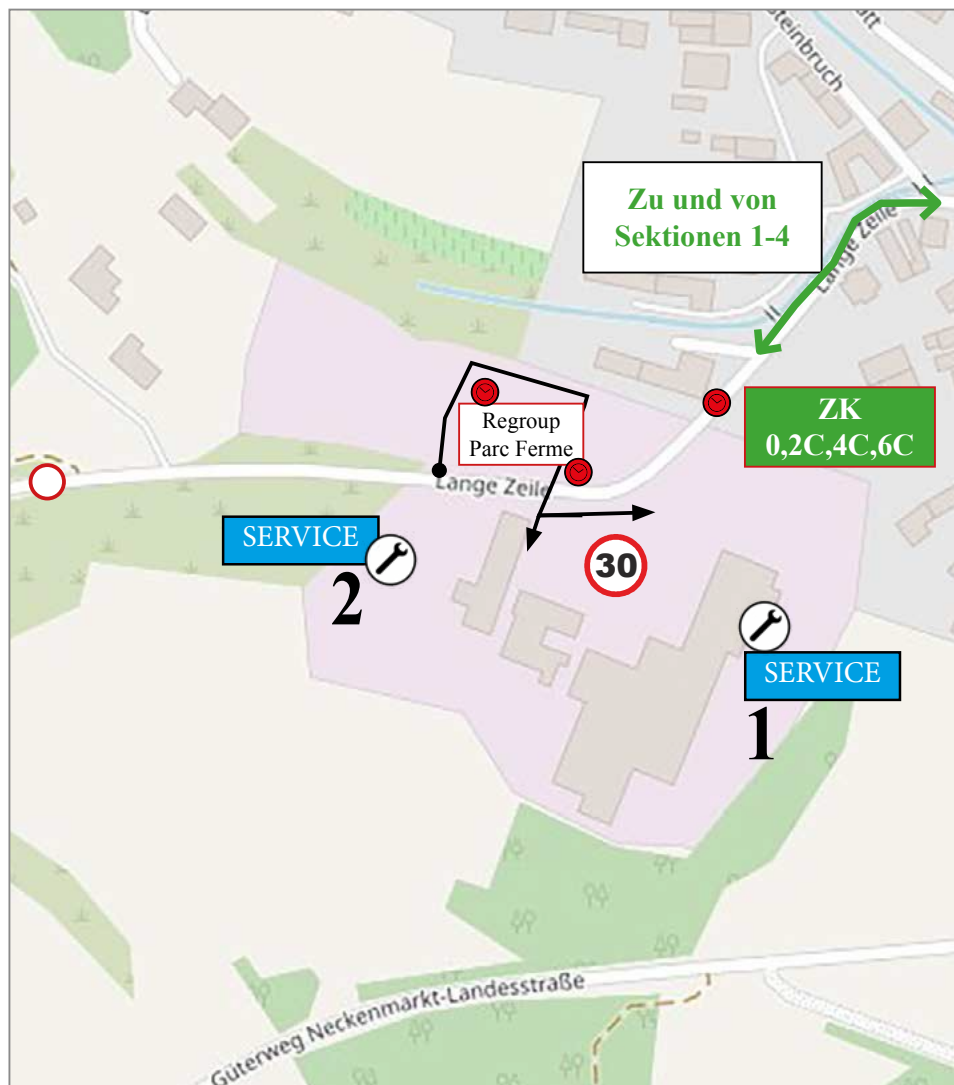 Steinbruch
Zu und von
Sektionen 1-4
Lange Zeile
ZK
0,2C,4C,6C
Regroup
Parc Ferme
Lange Zeile
SERVICE
2
30
SERVICE
1
Güterweg Neckenmarkt-Landesstraße